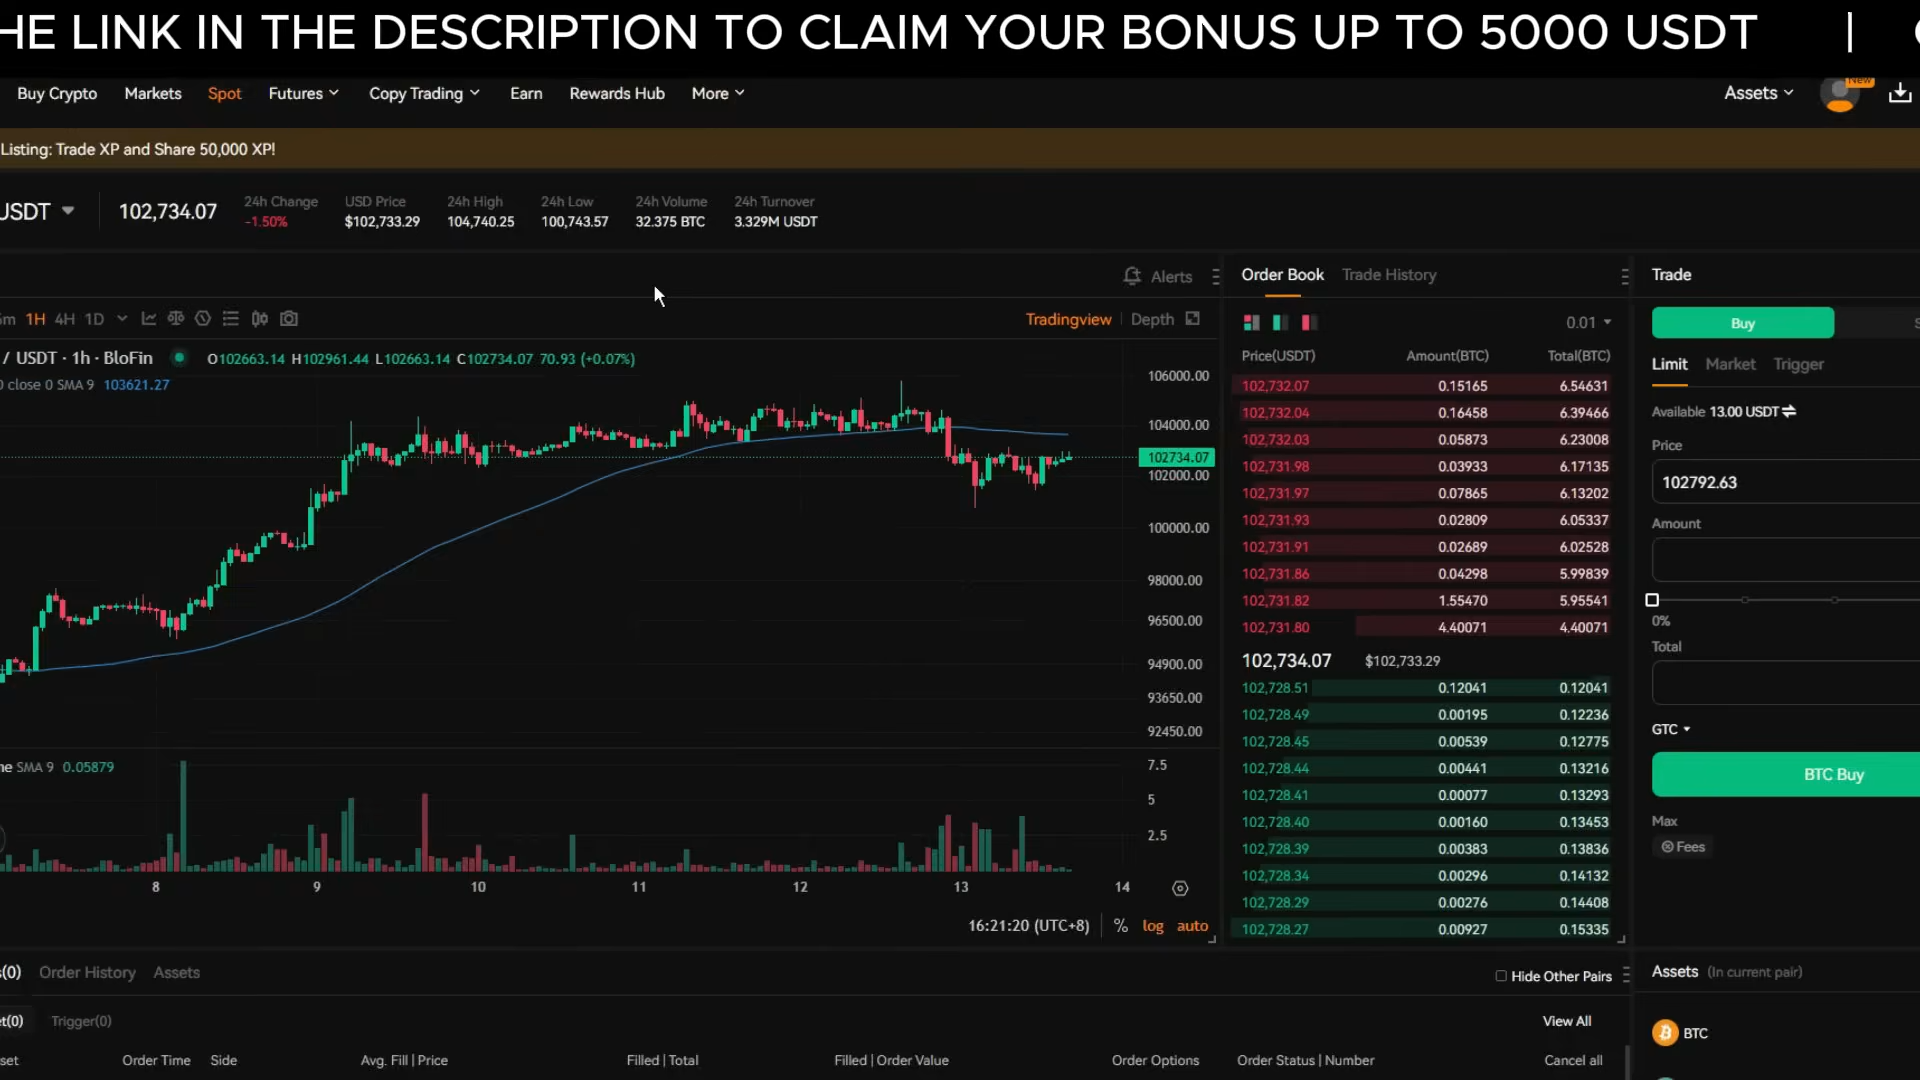 HE LINK IN THE DESCRIPTION TO CLAIM YOUR BONUS UP TO 5000 USDT |
Buy Crypto Markets Spot Futures Copy Trading Earn Rewards Hub More Assets New
Listing: Trade XP and Share 50,000 XP!
USDT 102,734.07
24h Change USD Price 24h High 24h Low 24h Volume 24h Turnover
-1.50% $102,733.29 104,740.25 100,743.57 32.375 BTC 3.329M USDT
Alerts
1H 4H 1D
Tradingview Depth
/ USDT · 1h · BloFin O102663.14 H102961.44 L102663.14 C102734.07 70.93 (+0.07%)
close 0 SMA 9 103621.27
106000.00
104000.00
102734.07
102000.00
100000.00
98000.00
96500.00
94900.00
93650.00
92450.00
me SMA 9 0.05879
7.5
5
2.5
8 9 10 11 12 13 14
16:21:20 (UTC+8) % log auto
Order Book Trade History
0.01
Price(USDT) Amount(BTC) Total(BTC)
102,732.07 0.15165 6.54631
102,732.04 0.16458 6.39466
102,732.03 0.05873 6.23008
102,731.98 0.03933 6.17135
102,731.97 0.07865 6.13202
102,731.93 0.02809 6.05337
102,731.91 0.02689 6.02528
102,731.86 0.04298 5.99839
102,731.82 1.55470 5.95541
102,731.80 4.40071 4.40071
102,734.07 $102,733.29
102,728.51 0.12041 0.12041
102,728.49 0.00195 0.12236
102,728.45 0.00539 0.12775
102,728.44 0.00441 0.13216
102,728.41 0.00077 0.13293
102,728.40 0.00160 0.13453
102,728.39 0.00383 0.13836
102,728.34 0.00296 0.14132
102,728.29 0.00276 0.14408
102,728.27 0.00927 0.15335
Trade
Buy
Limit Market Trigger
Available 13.00 USDT
Price
102792.63
Amount
0%
Total
GTC
BTC Buy
Max
Fees
s(0) Order History Assets
Hide Other Pairs
et(0) Trigger(0)
View All
set Order Time Side Avg. Fill | Price Filled | Total Filled | Order Value Order Options Order Status | Number Cancel all
Assets (In current pair)
BTC